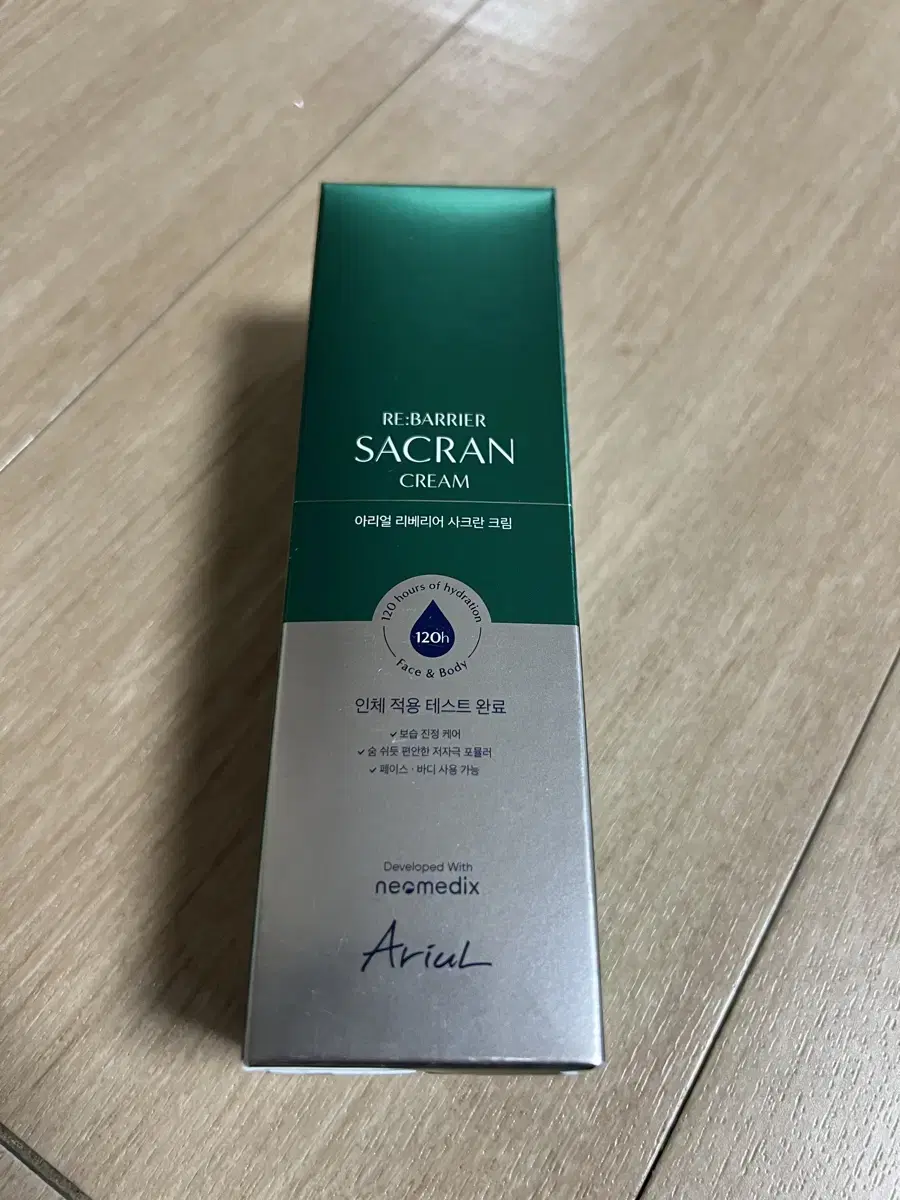 RE:BARRIER
SACRAN
CREAM
아리얼 리베리어 사크란 크림
120 hours of hydration
120h
Face & Body
인체 적용 테스트 완료
✓ 보습 진정 케어
✓ 숨 쉬듯 편안한 저자극 포뮬러
✓ 페이스 · 바디 사용 가능
Developed With
neomedix
Ariul